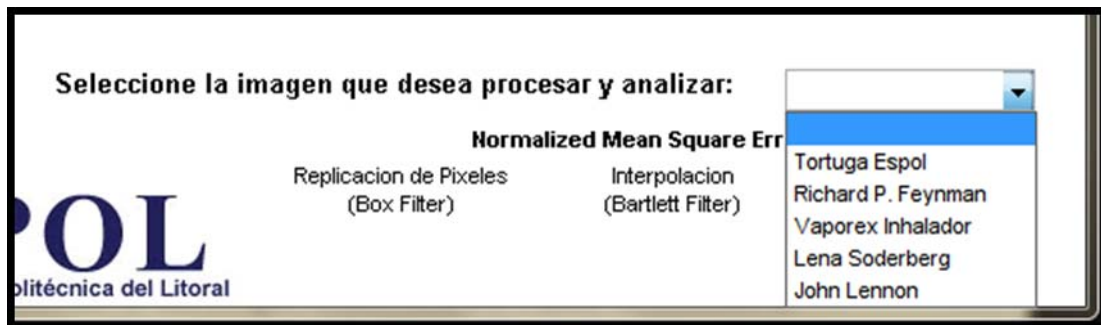 Seleccione la imagen que desea procesar y analizar:
Normalized Mean Square Err
Replicacion de Pixeles
(Box Filter)
Interpolacion
(Bartlett Filter)
Tortuga Espol
Richard P. Feynman
Vaporex Inhalador
Lena Soderberg
John Lennon
POL
olitécnica del Litoral